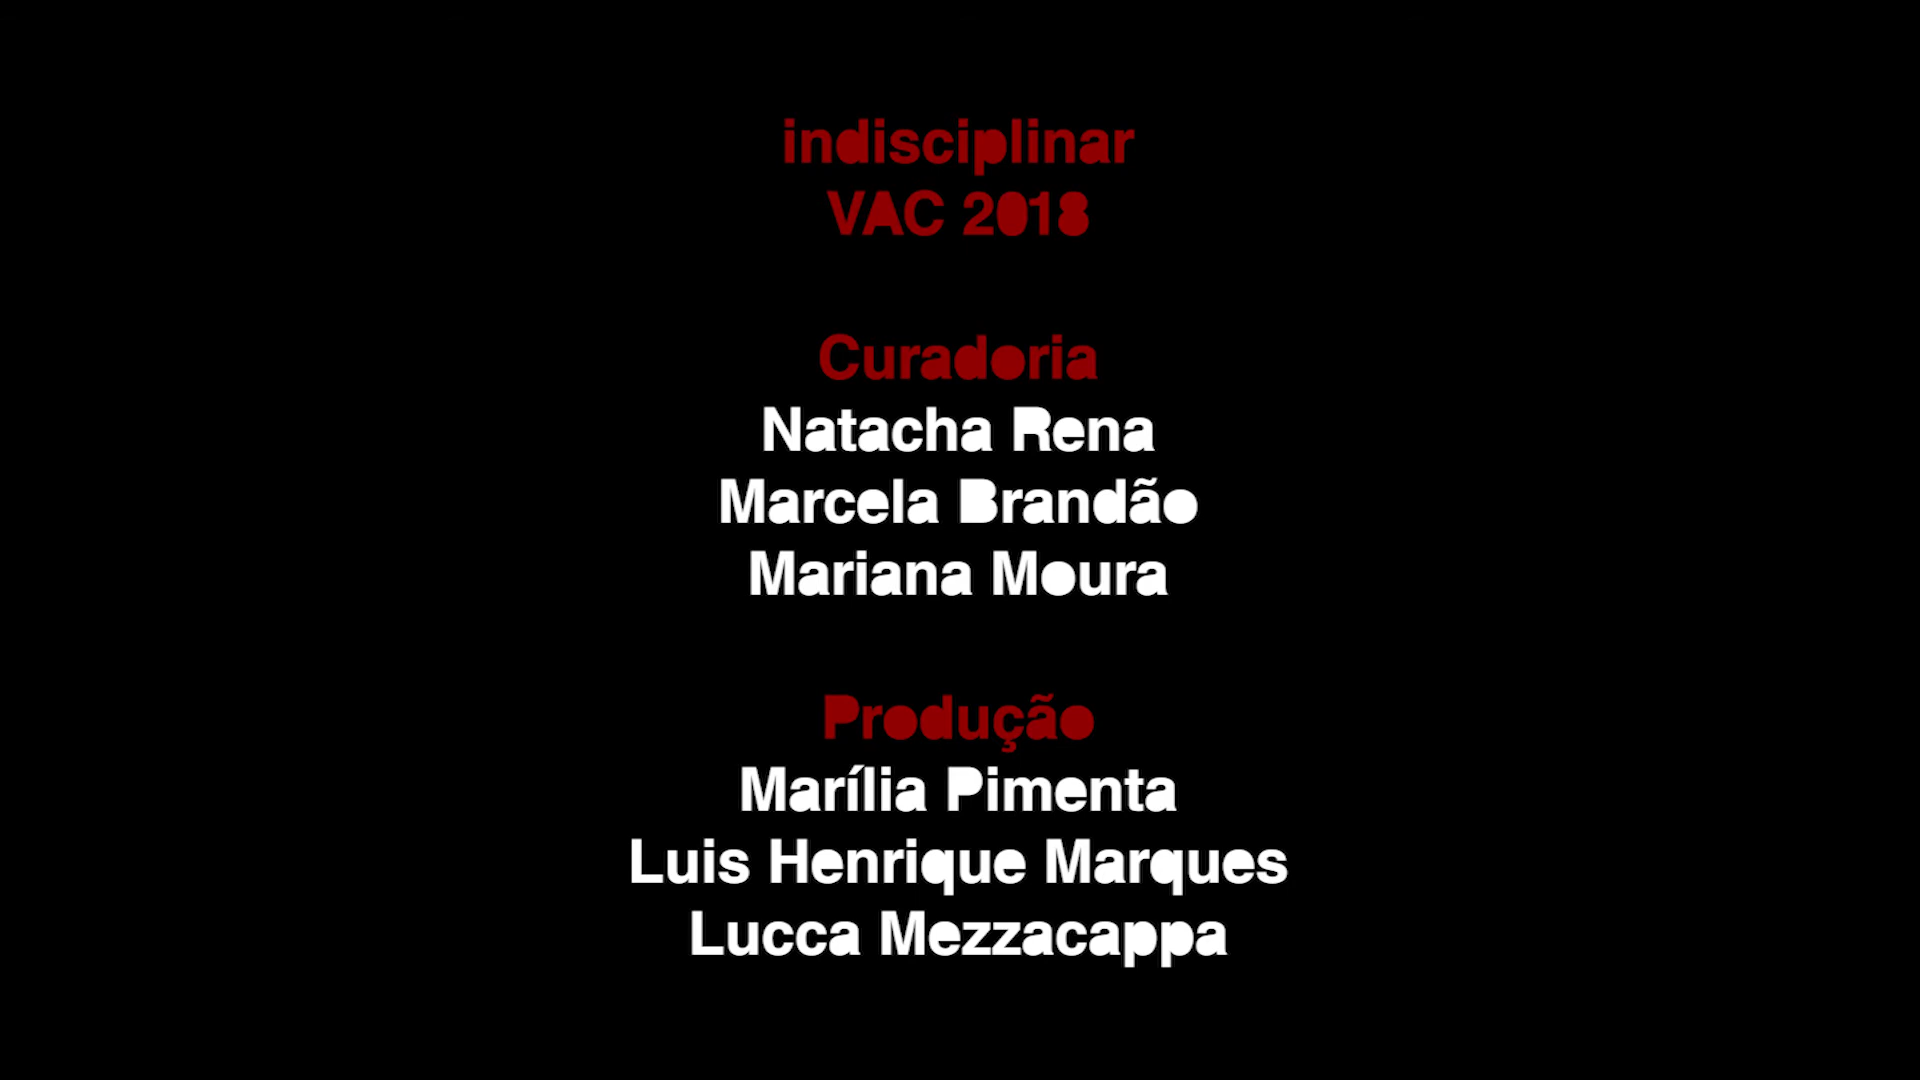 indisciplinar
VAC 2018
Curadoria
Natacha Rena
Marcela Brandão
Mariana Moura
Produção
Marília Pimenta
Luis Henrique Marques
Lucca Mezzacappa